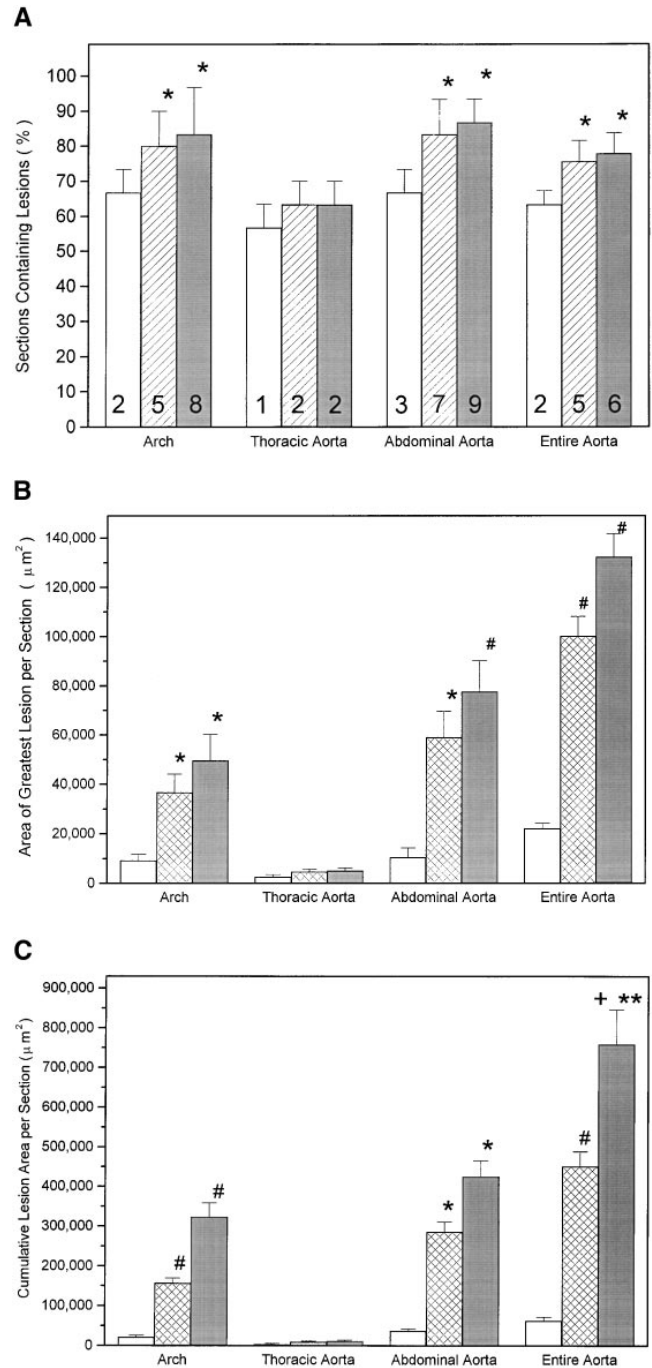 A
Sections Containing Lesions ( % )
100
90
80
70
60
50
40
30
20
10
0
* * * * * *
2 5 8 1 2 2 3 7 9 2 5 6
Arch Thoracic Aorta Abdominal Aorta Entire Aorta
B
Area of Greatest Lesion per Section ( μm²)
140,000
120,000
100,000
80,000
60,000
40,000
20,000
0
* * * # # #
Arch Thoracic Aorta Abdominal Aorta Entire Aorta
C
Cumulative Lesion Area per Section (μm²)
900,000
800,000
700,000
600,000
500,000
400,000
300,000
200,000
100,000
0
# # * * # + **
Arch Thoracic Aorta Abdominal Aorta Entire Aorta